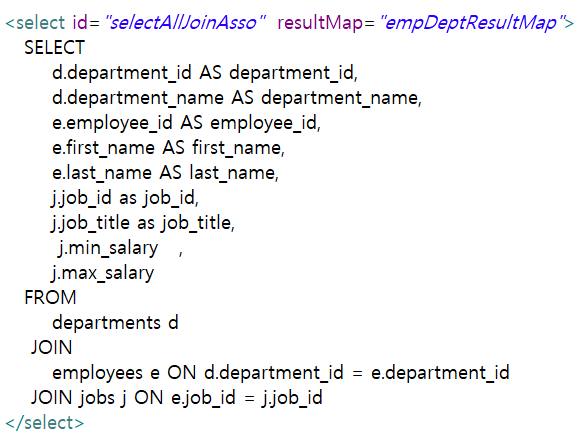 <select id="selectAllJoinAsso" resultMap="empDeptResultMap">
SELECT
d.department_id AS department_id,
d.department_name AS department_name,
e.employee_id AS employee_id,
e.first_name AS first_name,
e.last_name AS last_name,
j.job_id as job_id,
j.job_title as job_title,
j.min_salary ,
j.max_salary
FROM
departments d
JOIN
employees e ON d.department_id = e.department_id
JOIN jobs j ON e.job_id = j.job_id
</select>